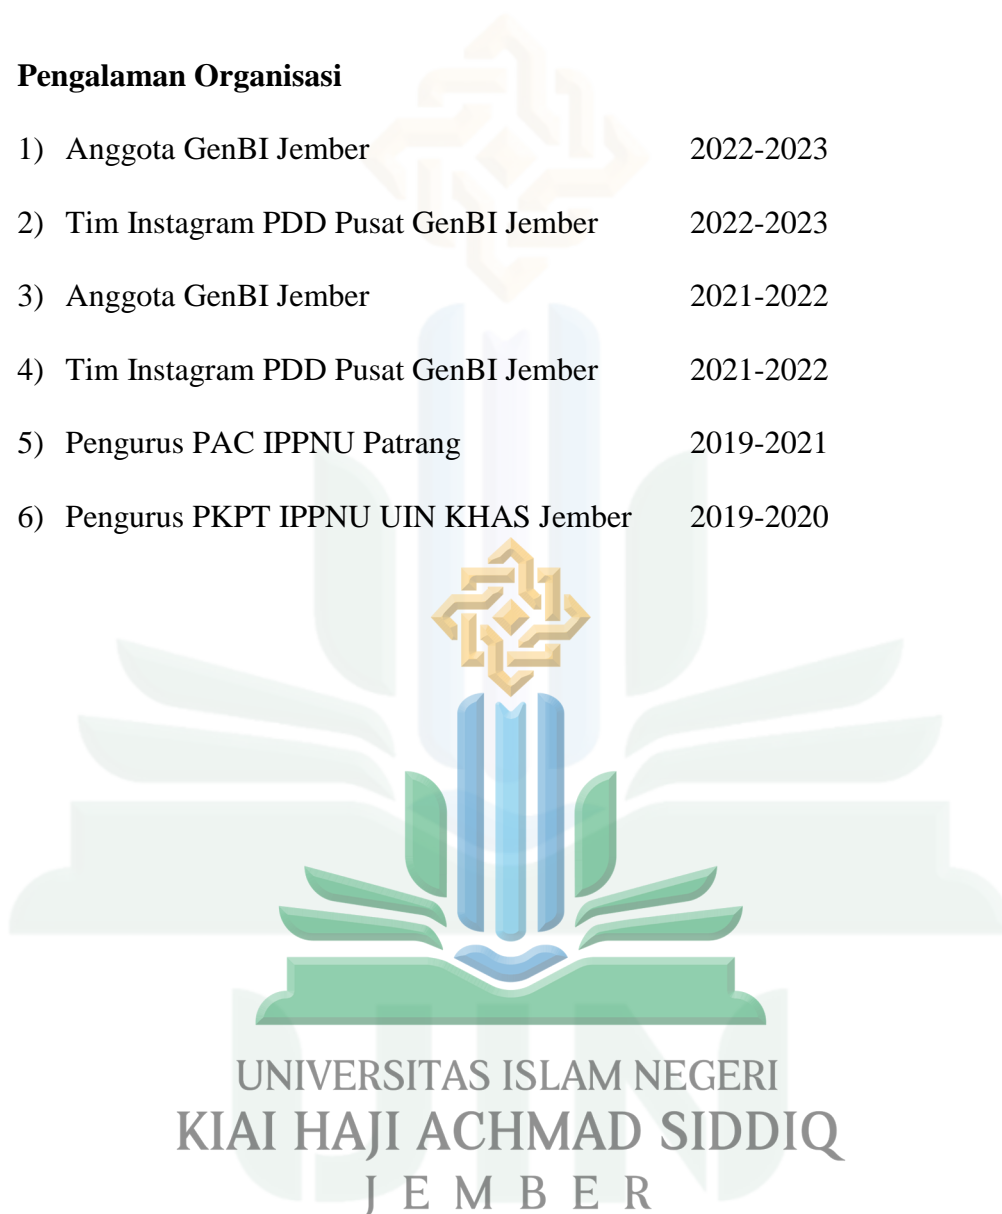 Pengalaman Organisasi
1) Anggota GenBI Jember 2022-2023
2) Tim Instagram PDD Pusat GenBI Jember 2022-2023
3) Anggota GenBI Jember 2021-2022
4) Tim Instagram PDD Pusat GenBI Jember 2021-2022
5) Pengurus PAC IPPNU Patrang 2019-2021
6) Pengurus PKPT IPPNU UIN KHAS Jember 2019-2020
UIN
UNIVERSITAS ISLAM NEGERI
KIAI HAJI ACHMAD SIDDIQ
JEMBER